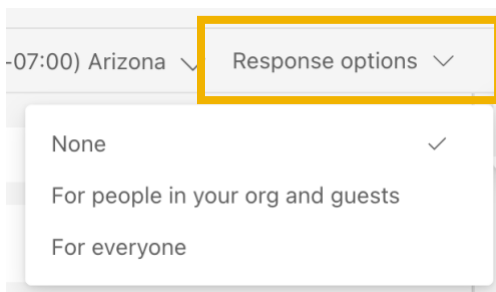 -07:00) Arizona Response options
None
For people in your org and guests
For everyone